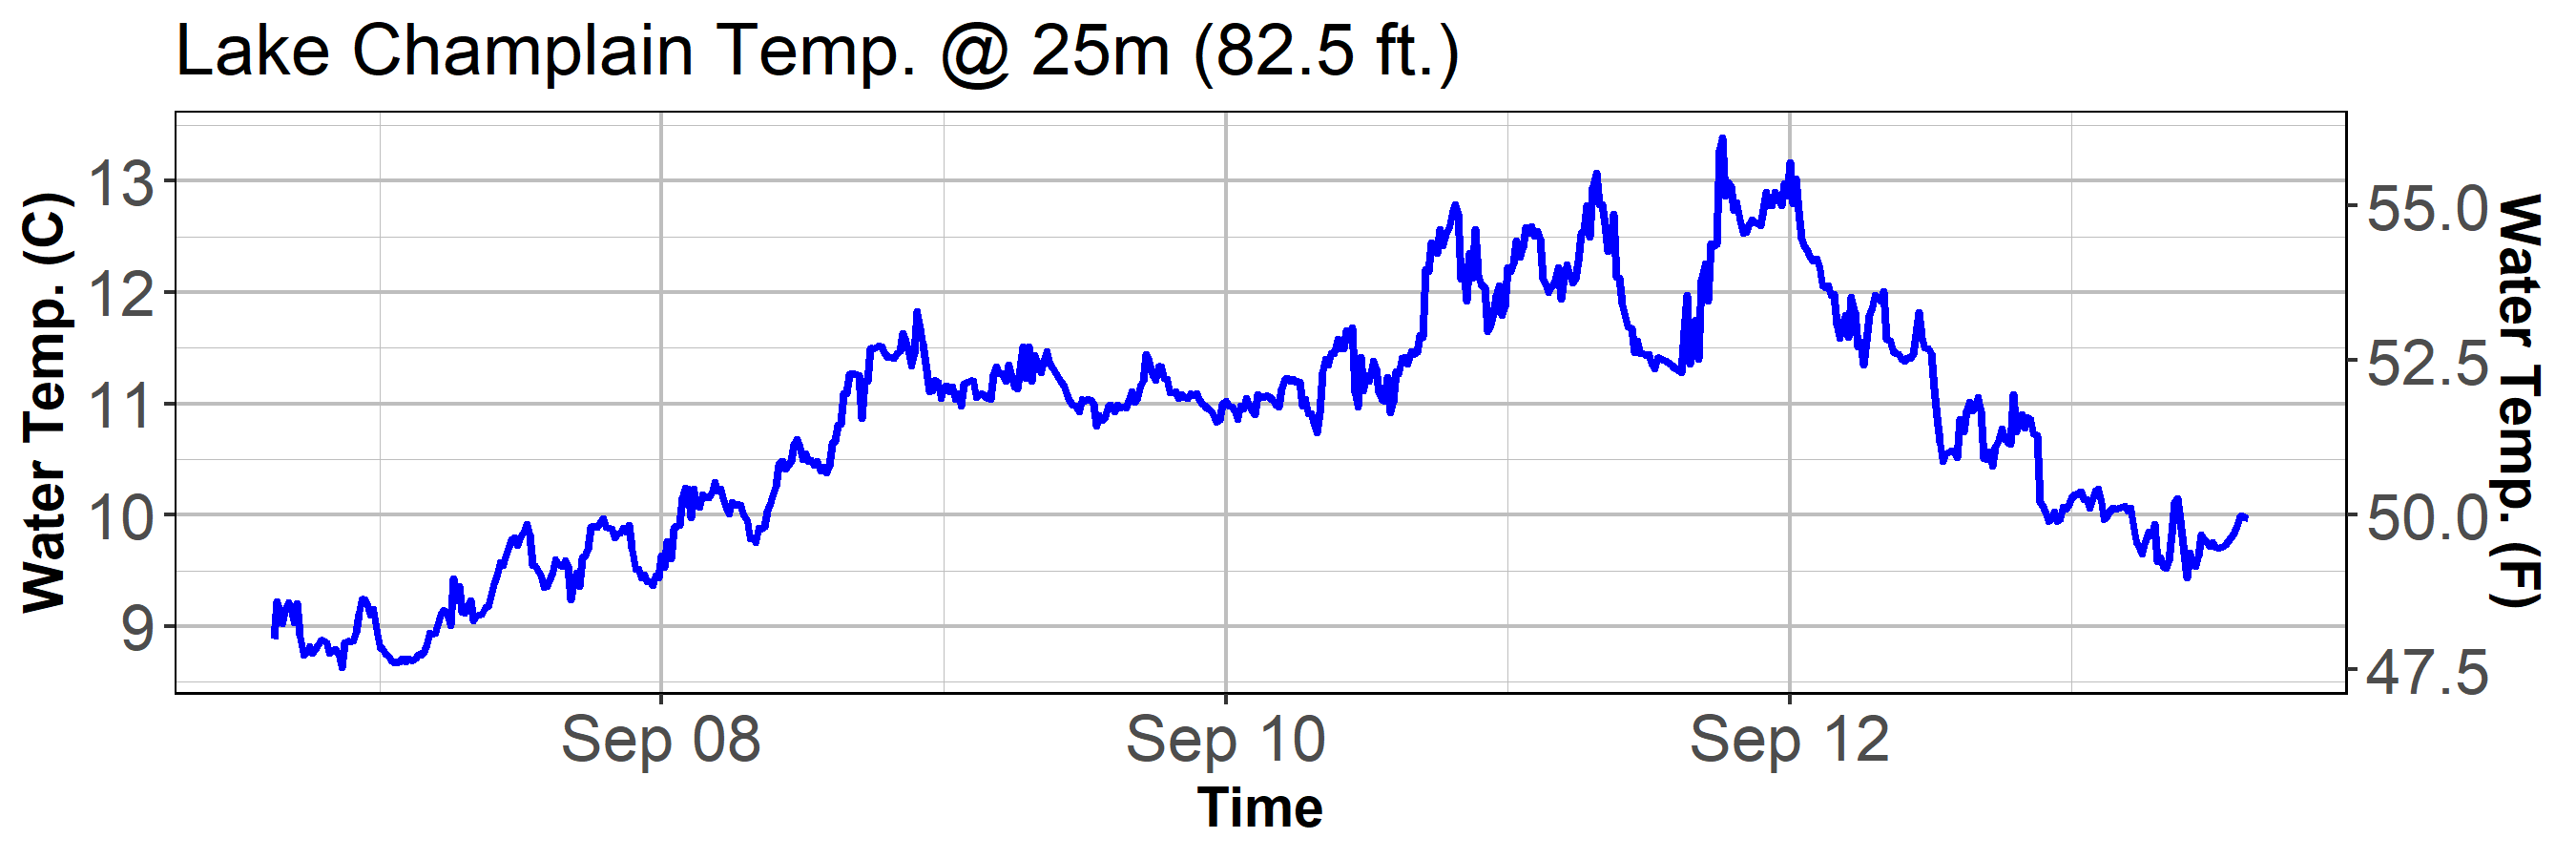 Lake Champlain Temp. @ 25m (82.5 ft.)
Water Temp. (C)
13
12
11
10
9
55.0
52.5
50.0
47.5
Water Temp. (F)
Sep 08
Sep 10
Sep 12
Time